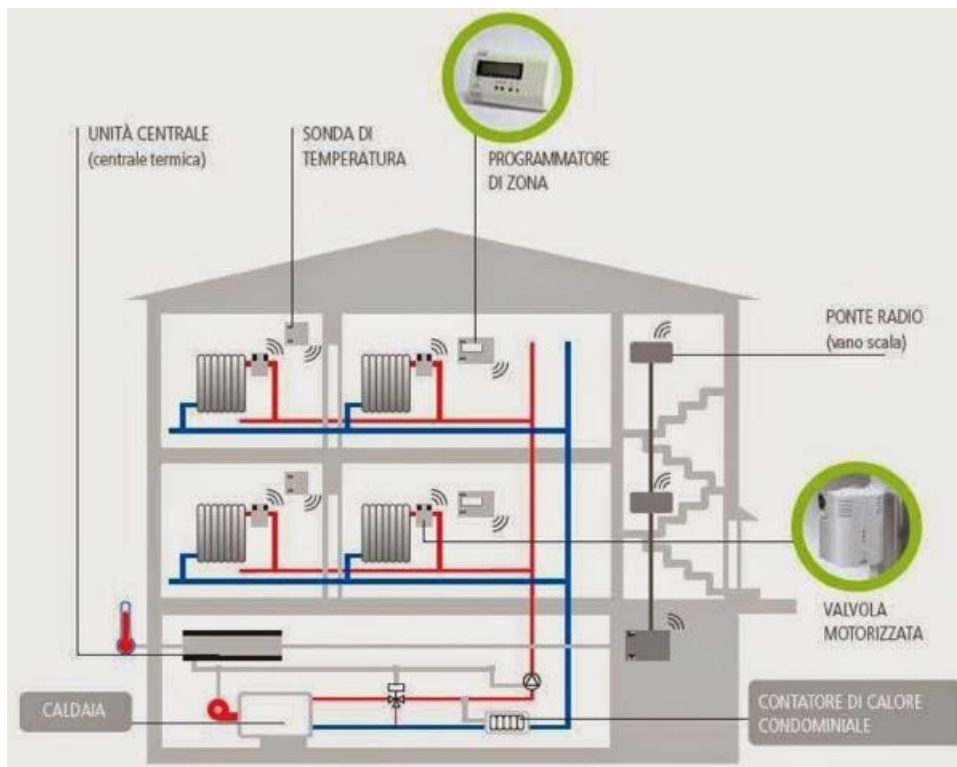 UNITÀ CENTRALE
(centrale termica)
SONDA DI
TEMPERATURA
PROGRAMMATORE
DI ZONA
PONTE RADIO
(vano scala)
VALVOLA
MOTORIZZATA
CALDAIA
CONTATORE DI CALORE
CONDOMINIALE